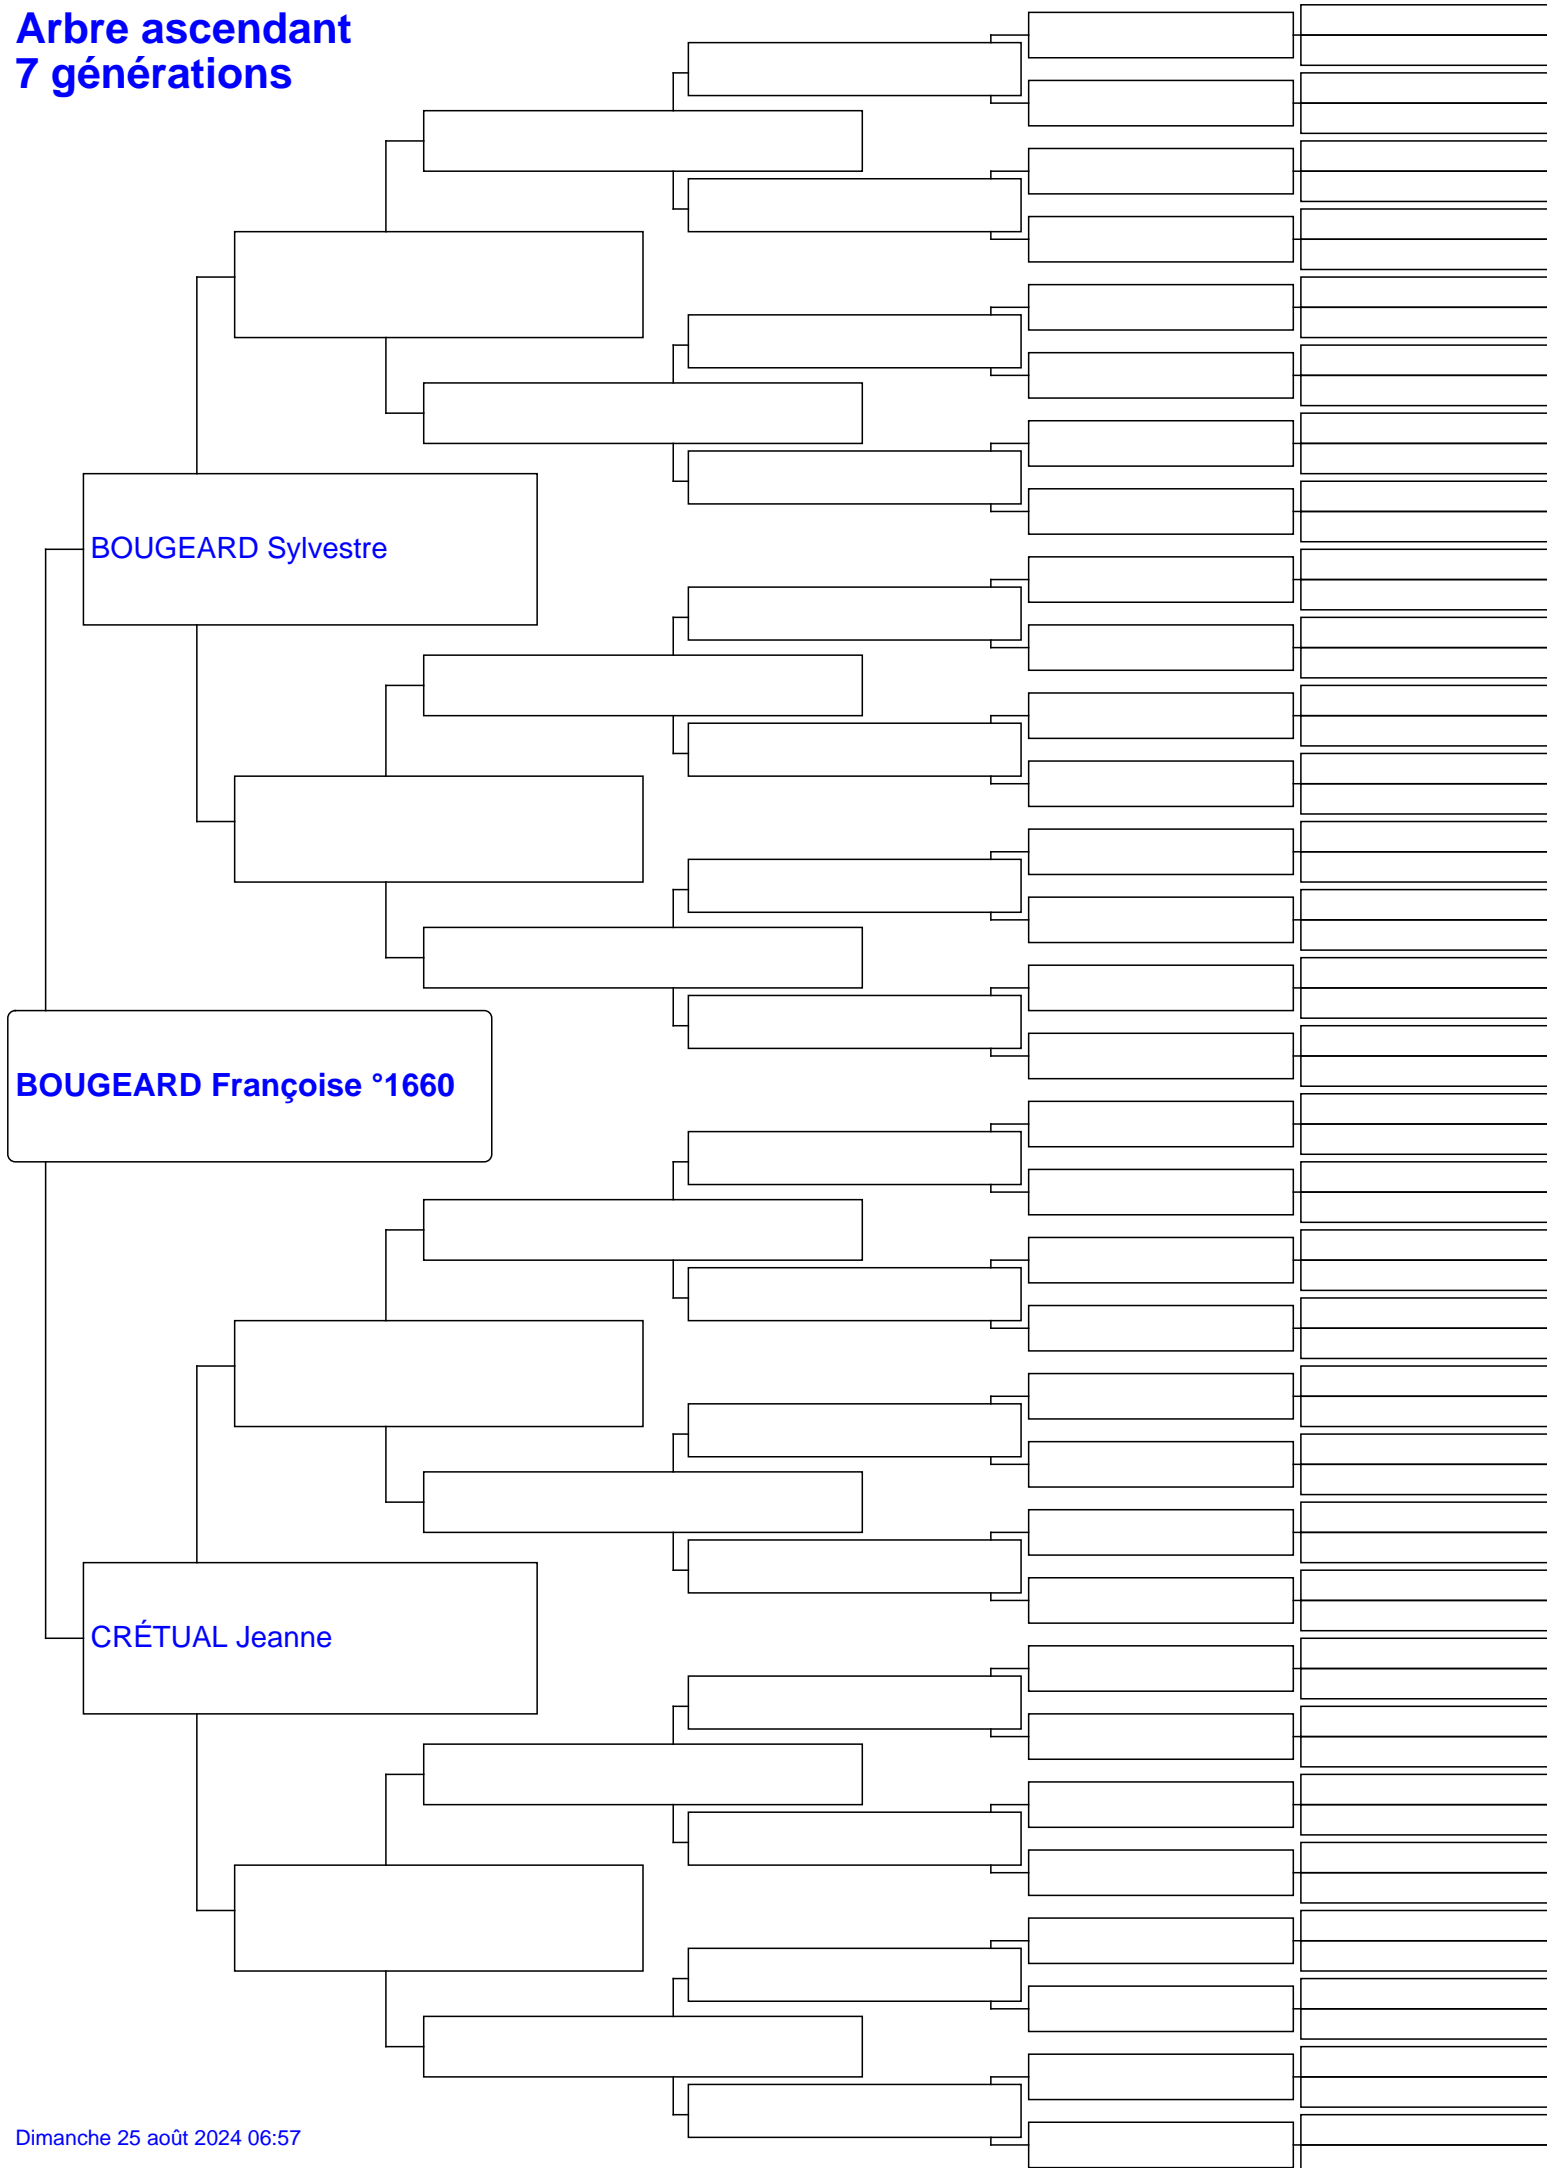 Arbre ascendant
7 générations
BOUGEARD Sylvestre
BOUGEARD Françoise °1660
CRÉTUAL Jeanne
Dimanche 25 août 2024 06:57